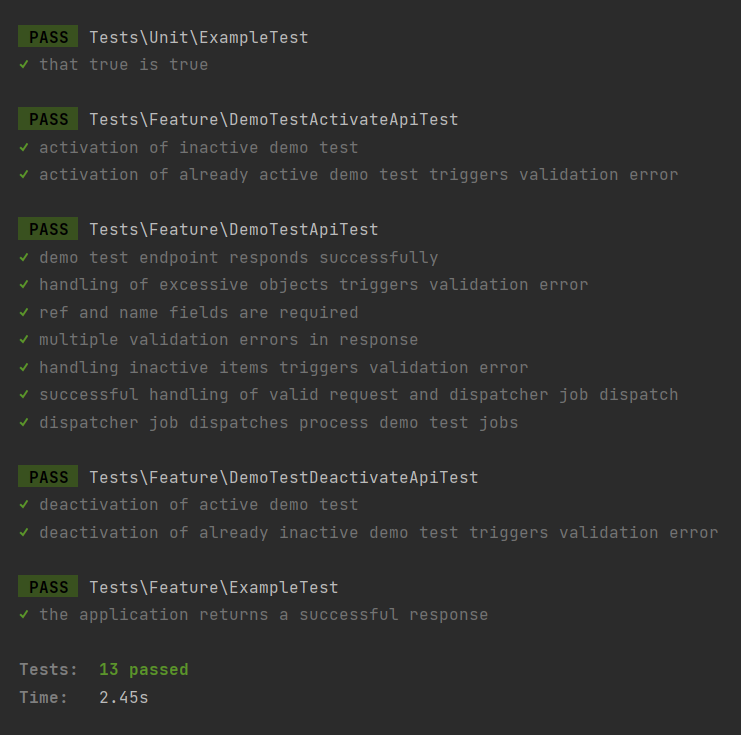 PASS Tests\Unit\ExampleTest
✓ that true is true
PASS Tests\Feature\DemoTestActivateApiTest
✓ activation of inactive demo test
✓ activation of already active demo test triggers validation error
PASS Tests\Feature\DemoTestApiTest
✓ demo test endpoint responds successfully
✓ handling of excessive objects triggers validation error
✓ ref and name fields are required
✓ multiple validation errors in response
✓ handling inactive items triggers validation error
✓ successful handling of valid request and dispatcher job dispatch
✓ dispatcher job dispatches process demo test jobs
PASS Tests\Feature\DemoTestDeactivateApiTest
✓ deactivation of active demo test
✓ deactivation of already inactive demo test triggers validation error
PASS Tests\Feature\ExampleTest
✓ the application returns a successful response
Tests: 13 passed
Time: 2.45s